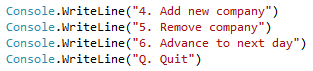 Console.WriteLine("4. Add new company")
Console.WriteLine("5. Remove company")
Console.WriteLine("6. Advance to next day")
Console.WriteLine("Q. Quit")